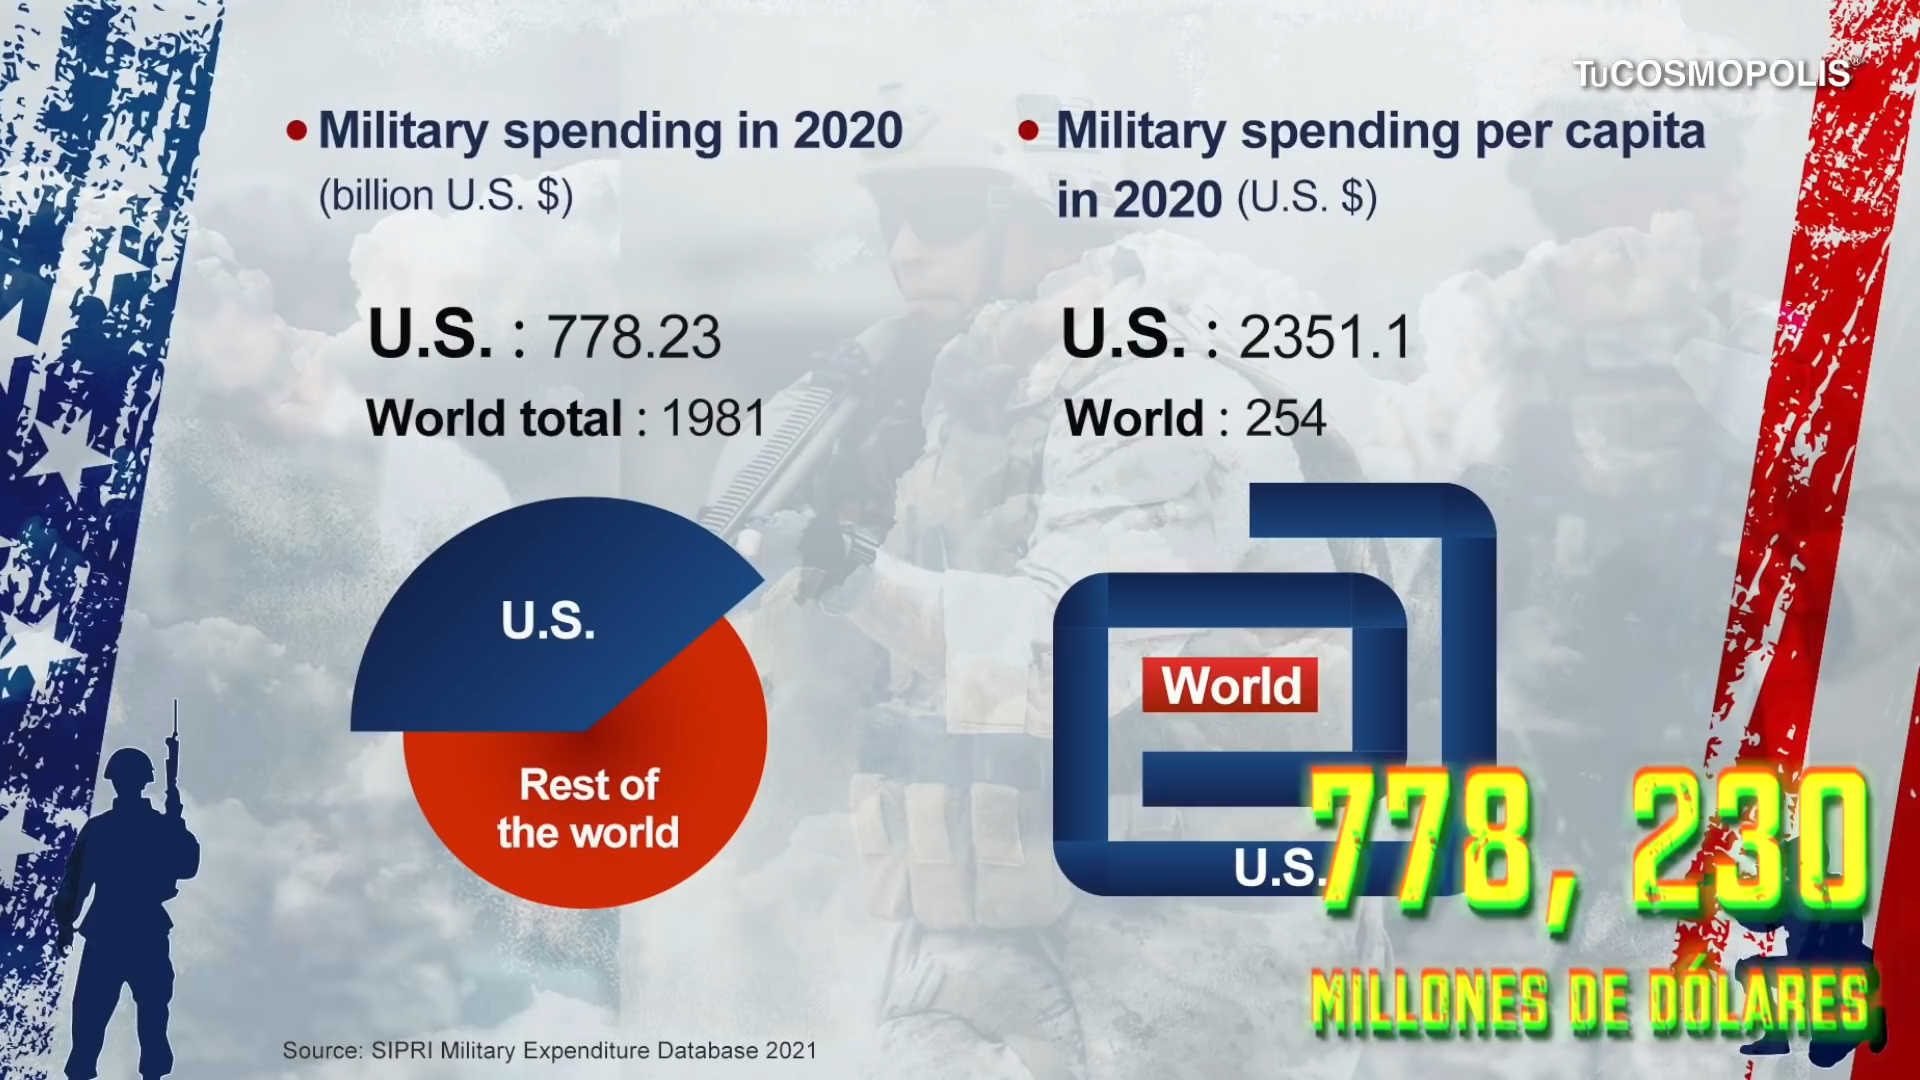 TuCOSMOPOLIS®
Military spending in 2020
(billion U.S. $)
U.S. : 778.23
World total : 1981
U.S.
Rest of
the world
Military spending per capita
in 2020 (U.S. $)
U.S. : 2351.1
World : 254
World
U.S.
778, 230
MILLONES DE DÓLARES
Source: SIPRI Military Expenditure Database 2021